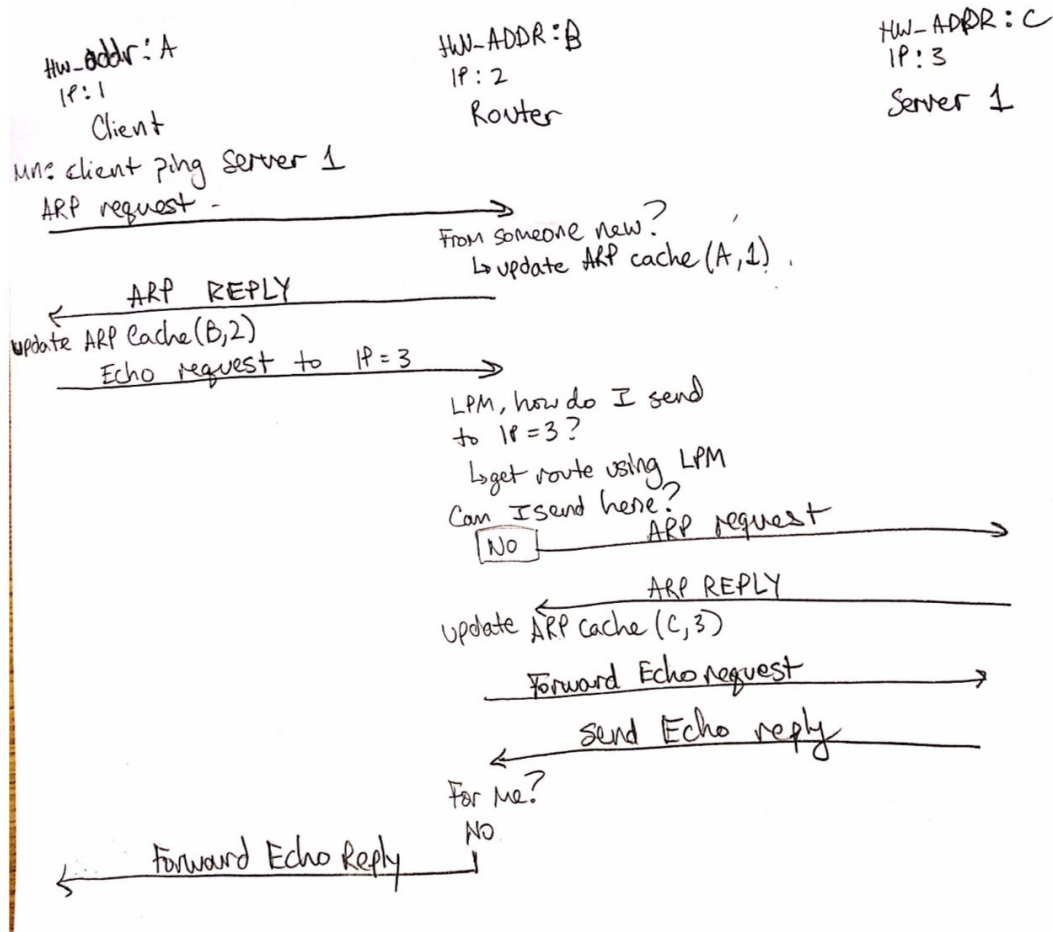 HW_addr: A
IP: 1
Client
HW-ADDR: B
IP: 2
Router
HW-ADDR: C
IP: 3
Server 1
client ping Server 1
ARP request -
From someone new?
↳ update ARP cache (A,1).
ARP REPLY
update ARP Cache (B,2)
Echo request to IP = 3
LPM, how do I send
to IP = 3?
↳ get route using LPM
Can I send here?
NO
ARP request
ARP REPLY
update ARP cache (C,3)
Forward Echo request
send Echo reply
For me?
NO
Forward Echo Reply